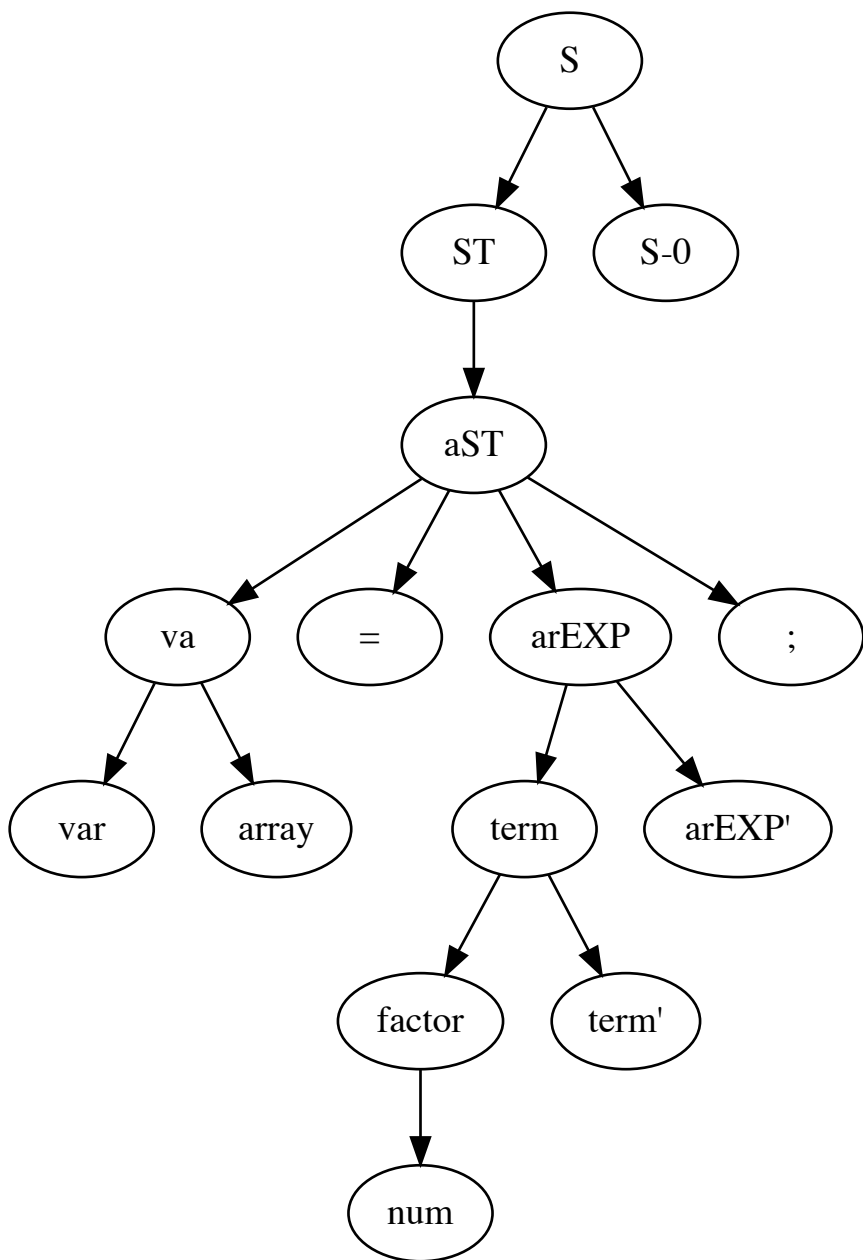 S
ST
S-0
aST
va
=
arEXP
;
var
array
term
arEXP'
factor
term'
num